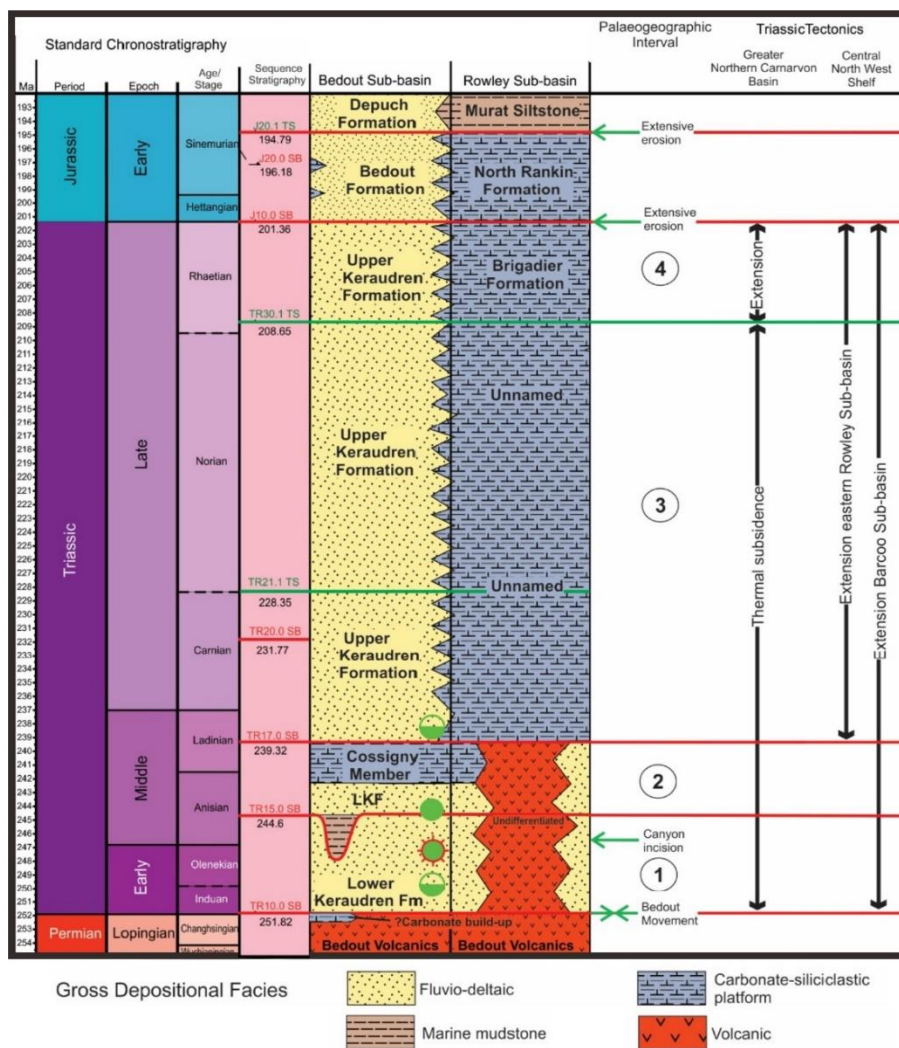 Standard Chronostratigraphy
Palaeogeographic
Interval
TriassicTectonics
Greater
Northern Carnarvon
Basin
Central
North West
Shelf
Ma
Period
Epoch
Age/
Stage
Sequence
Stratigraphy
Bedout Sub-basin
Rowley Sub-basin
193
194
195
196
197
198
199
200
201
202
203
204
205
206
207
208
209
210
211
212
213
214
215
216
217
218
219
220
221
222
223
224
225
226
227
228
229
230
231
232
233
234
235
236
237
238
239
240
241
242
243
244
245
246
247
248
249
250
251
252
253
254
Jurassic
Triassic
Permian
Early
Late
Middle
Early
Lopingian
Sinemurian
Hettangian
Rhaetian
Norian
Carnian
Ladinian
Anisian
Olenekian
Induan
Changhsingian
J20.1 TS
194.79
J20.0 SB
196.18
J10.0 SB
201.36
TR30.1 TS
208.65
TR21.1 TS
228.35
TR20.0 SB
231.77
TR17.0 SB
239.32
TR15.0 SB
244.6
TR10.0 SB
251.82
Depuch
Formation
Bedout
Formation
Upper
Keraudren
Formation
Upper
Keraudren
Formation
Upper
Keraudren
Formation
Cossigny
Member
LKF
Lower
Keraudren Fm
?Carbonate build-up
Bedout Volcanics
Murat Siltstone
North Rankin
Formation
Brigadier
Formation
Unnamed
Unnamed
Undifferentiated
Bedout Volcanics
Extensive
erosion
Extensive
erosion
4
3
2
Canyon
incision
1
Bedout
Movement
Extension
Thermal subsidence
Extension eastern Rowley Sub-basin
Extension Barcoo Sub-basin
Gross Depositional Facies
Fluvio-deltaic
Marine mudstone
Carbonate-siliciclastic
platform
Volcanic